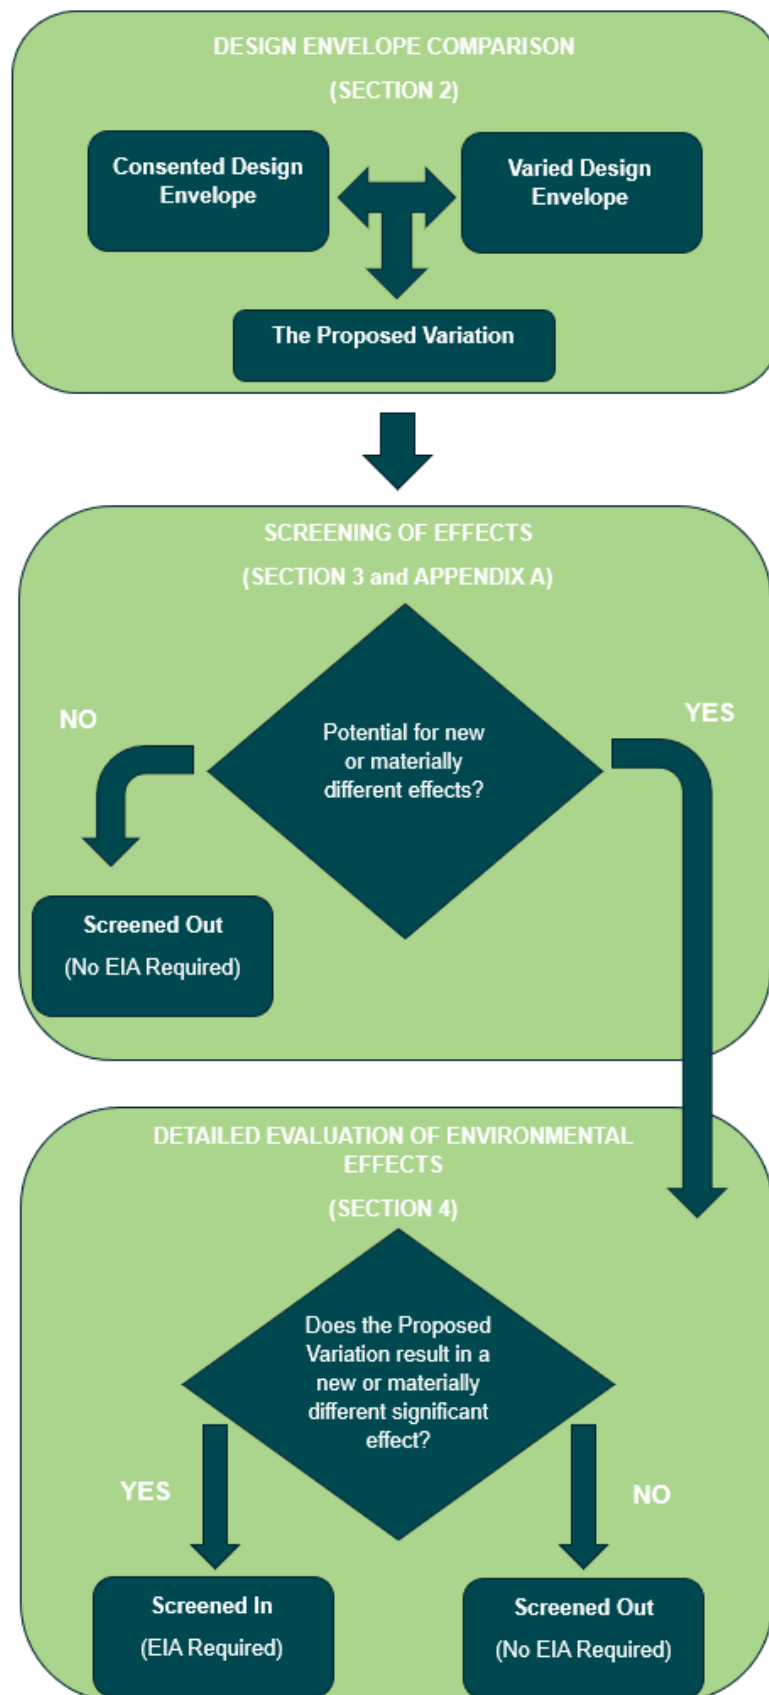 DESIGN ENVELOPE COMPARISON
(SECTION 2)
Consented Design
Envelope
Varied Design
Envelope
The Proposed Variation
SCREENING OF EFFECTS
(SECTION 3 and APPENDIX A)
NO
YES
Potential for new
or materially
different effects?
Screened Out
(No EIA Required)
DETAILED EVALUATION OF ENVIRONMENTAL
EFFECTS
(SECTION 4)
Does the Proposed
Variation result in a
new or materially
different significant
effect?
YES
NO
Screened In
(EIA Required)
Screened Out
(No EIA Required)